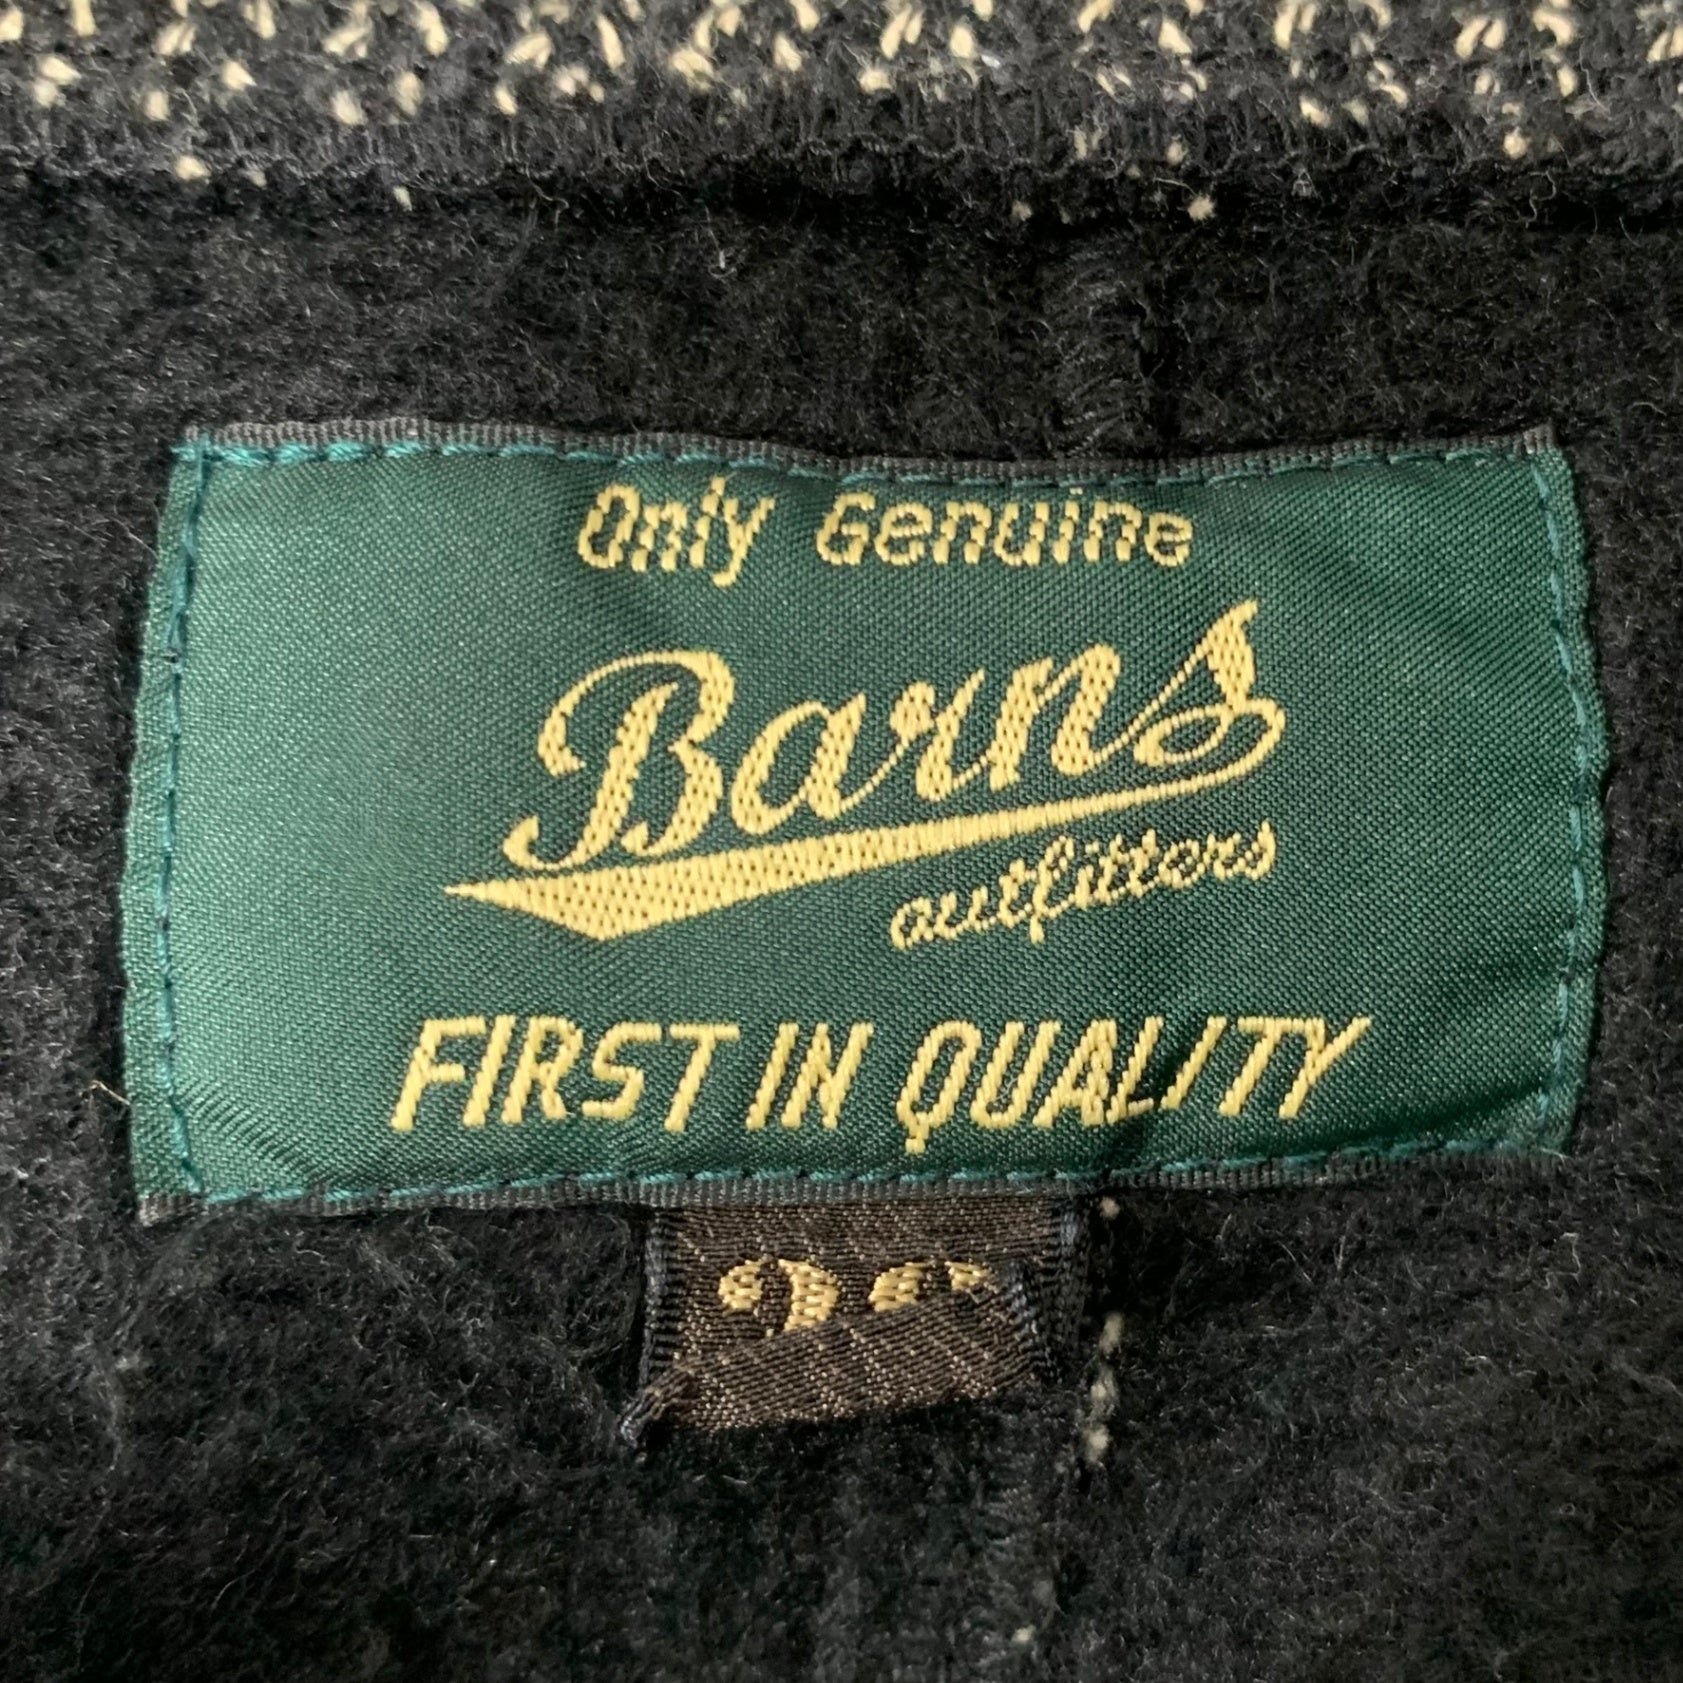 Only Genuine
Barns
outfitters
FIRST IN QUALITY